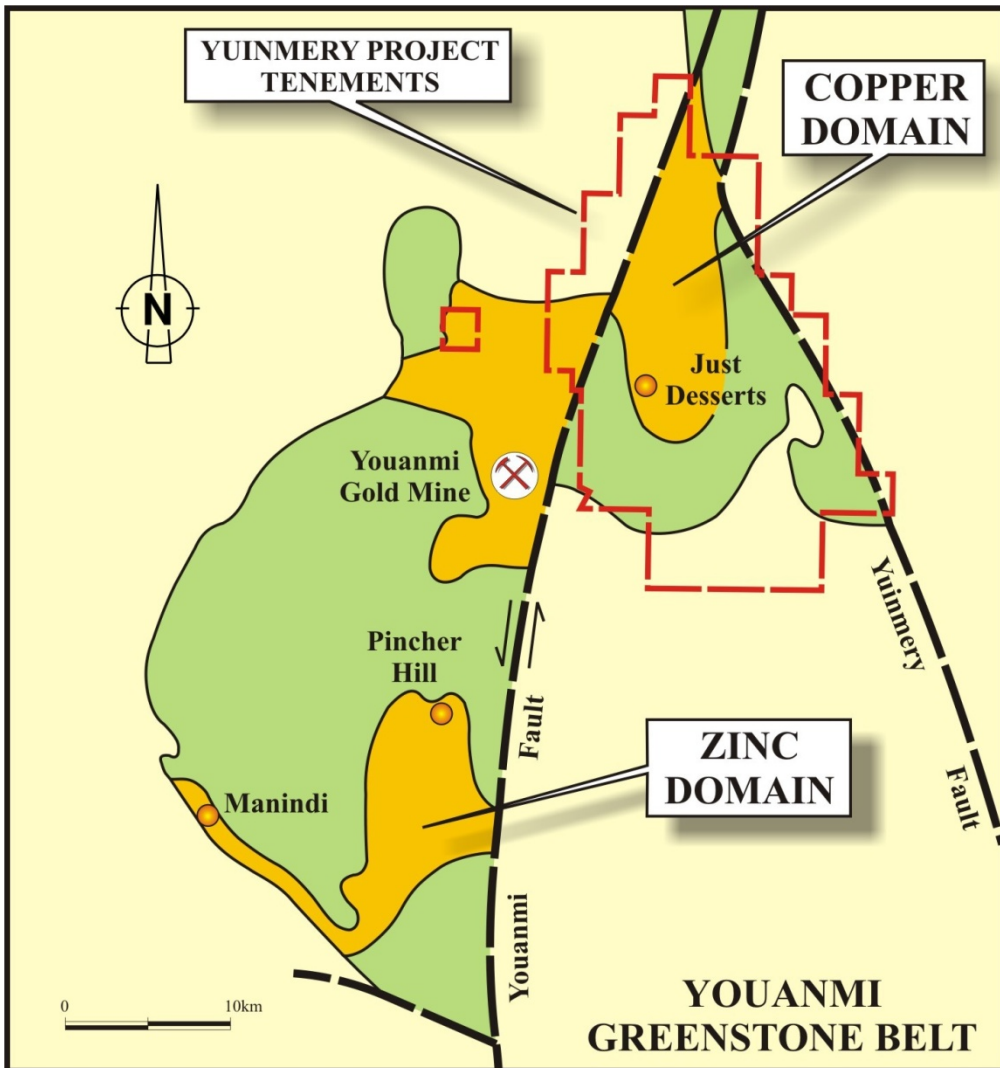 YUINMERY PROJECT
TENEMENTS
COPPER
DOMAIN
N
Just
Desserts
Youanmi
Gold Mine
Yuinmery
Fault
Pincher
Hill
Fault
Youanmi
ZINC
DOMAIN
Manindi
0 10km
YOUANMI
GREENSTONE BELT